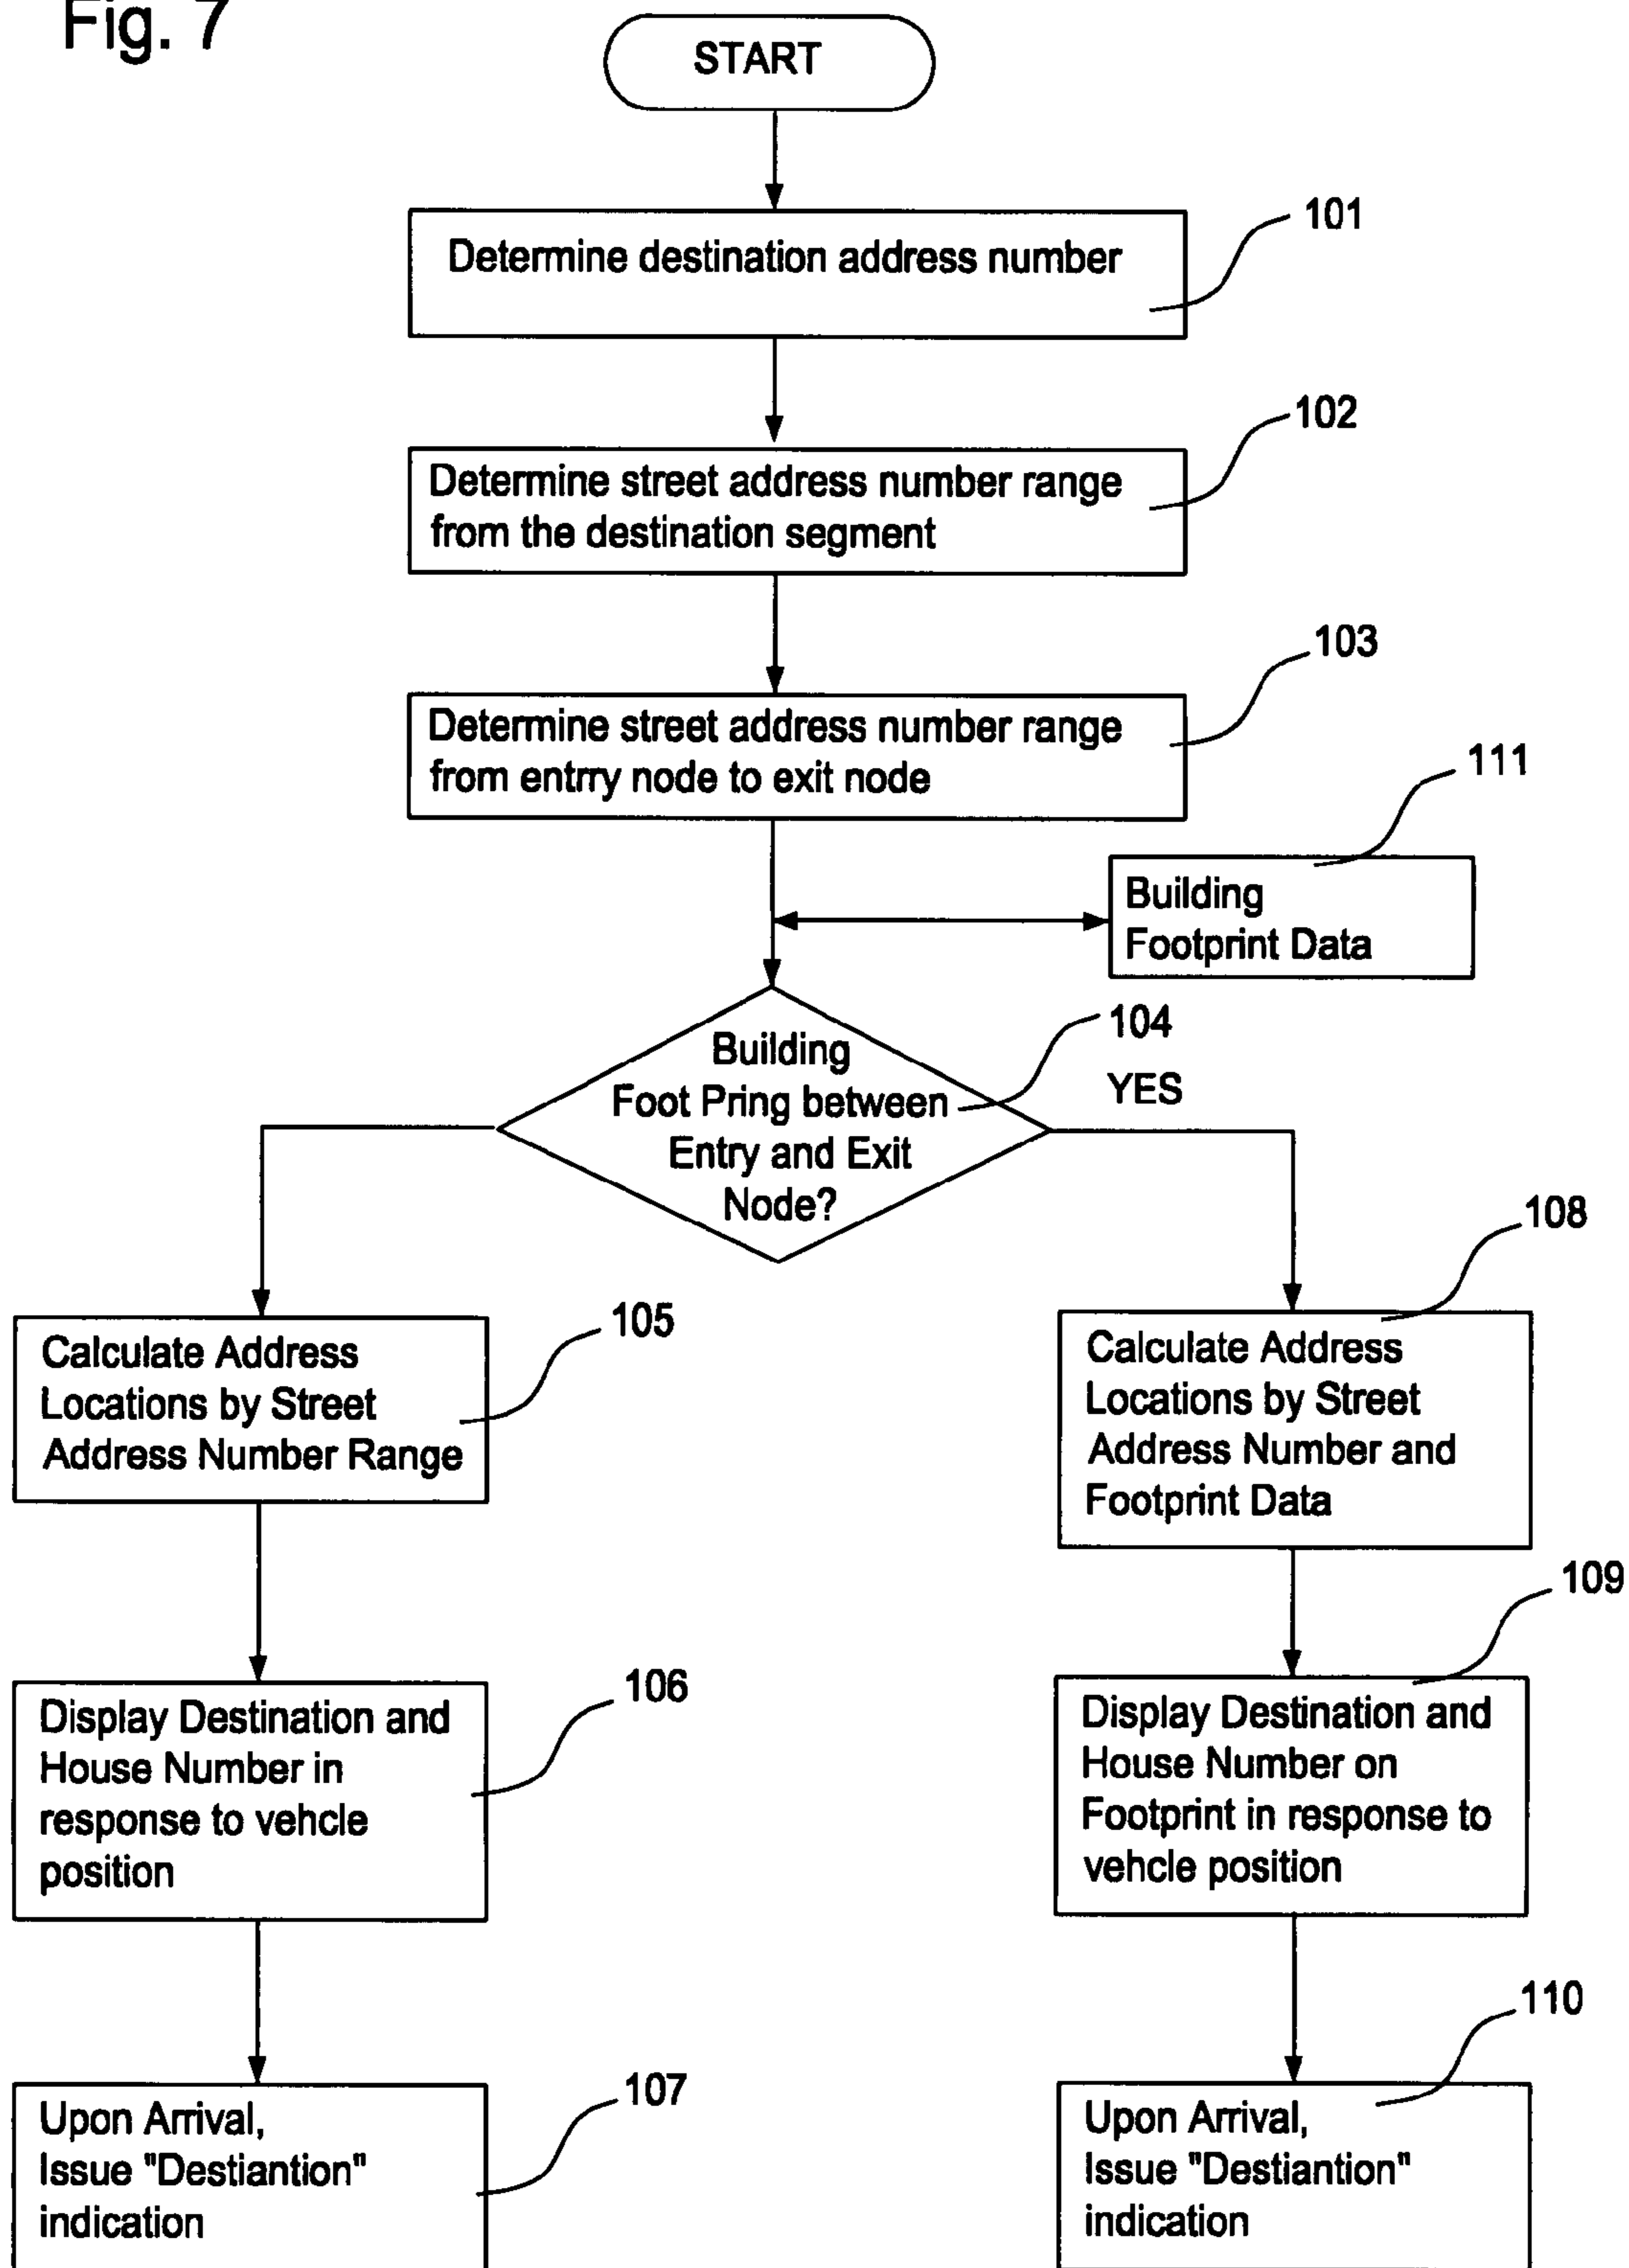 Fig. 7
START
101
Determine destination address number
102
Determine street address number range
from the destination segment
103
Determine street address number range
from entrry node to exit node
111
Building
Footprint Data
104
Building
Foot Pring between
Entry and Exit
Node?
YES
105
Calculate Address
Locations by Street
Address Number Range
108
Calculate Address
Locations by Street
Address Number and
Footprint Data
106
Display Destination and
House Number in
response to vehcle
position
109
Display Destination and
House Number on
Footprint in response to
vehcle position
107
Upon Arrival,
Issue "Destiantion"
indication
110
Upon Arrival,
Issue "Destiantion"
indication